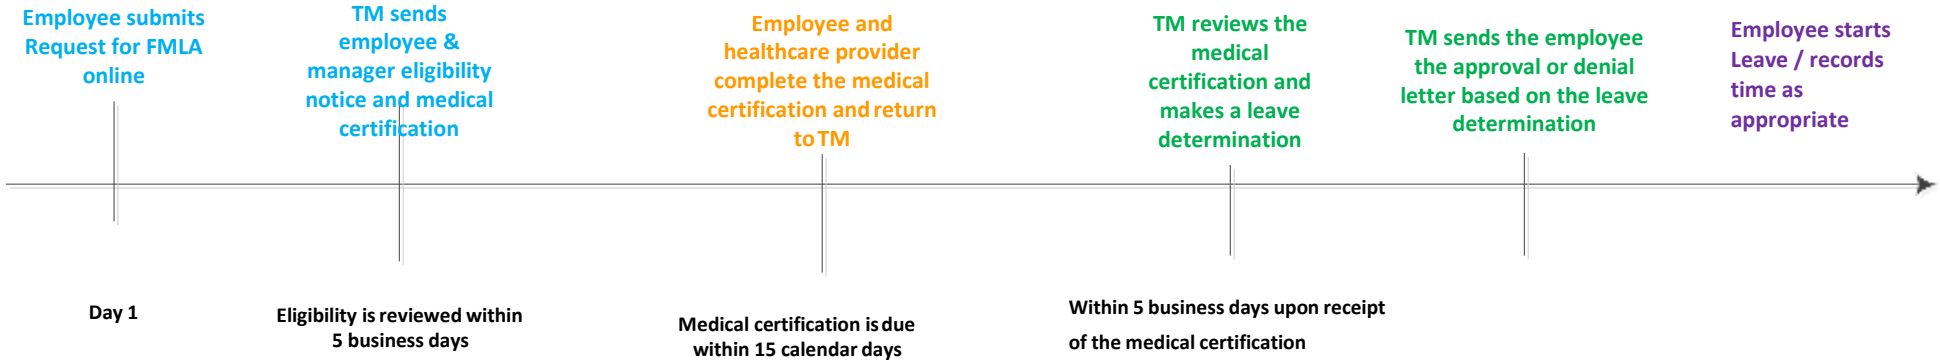 Employee submits
Request for FMLA
online
TM sends
employee &
manager eligibility
notice and medical
certification
Employee and
healthcare provider
complete the medical
certification and return
to TM
TM reviews the
medical
certification and
makes a leave
determination
TM sends the employee
the approval or denial
letter based on the leave
determination
Employee starts
Leave / records
time as
appropriate
Day 1
Eligibility is reviewed within
5 business days
Medical certification is due
within 15 calendar days
Within 5 business days upon receipt
of the medical certification